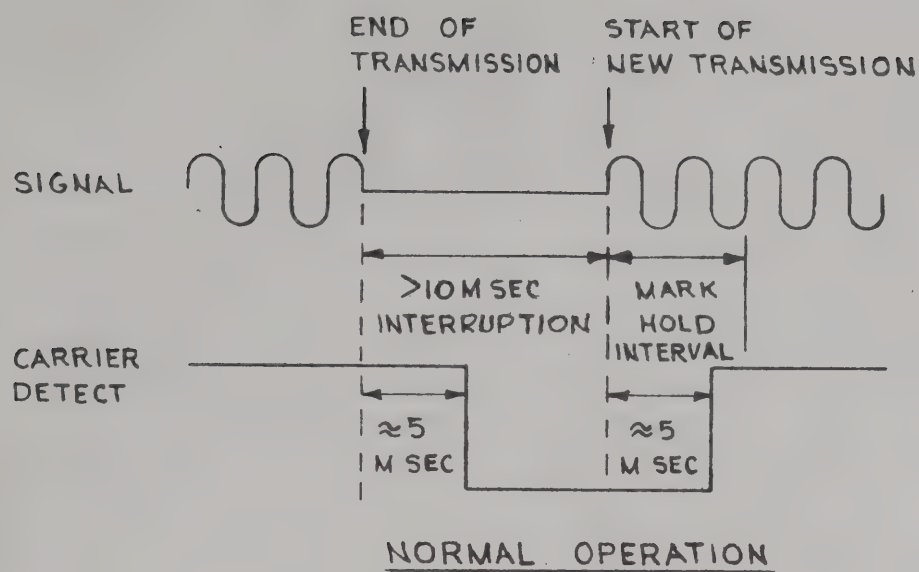 END OF
TRANSMISSION
START OF
NEW TRANSMISSION
SIGNAL
>10 M SEC
INTERRUPTION
MARK
HOLD
INTERVAL
CARRIER
DETECT
≈5
M SEC
≈5
M SEC
NORMAL OPERATION